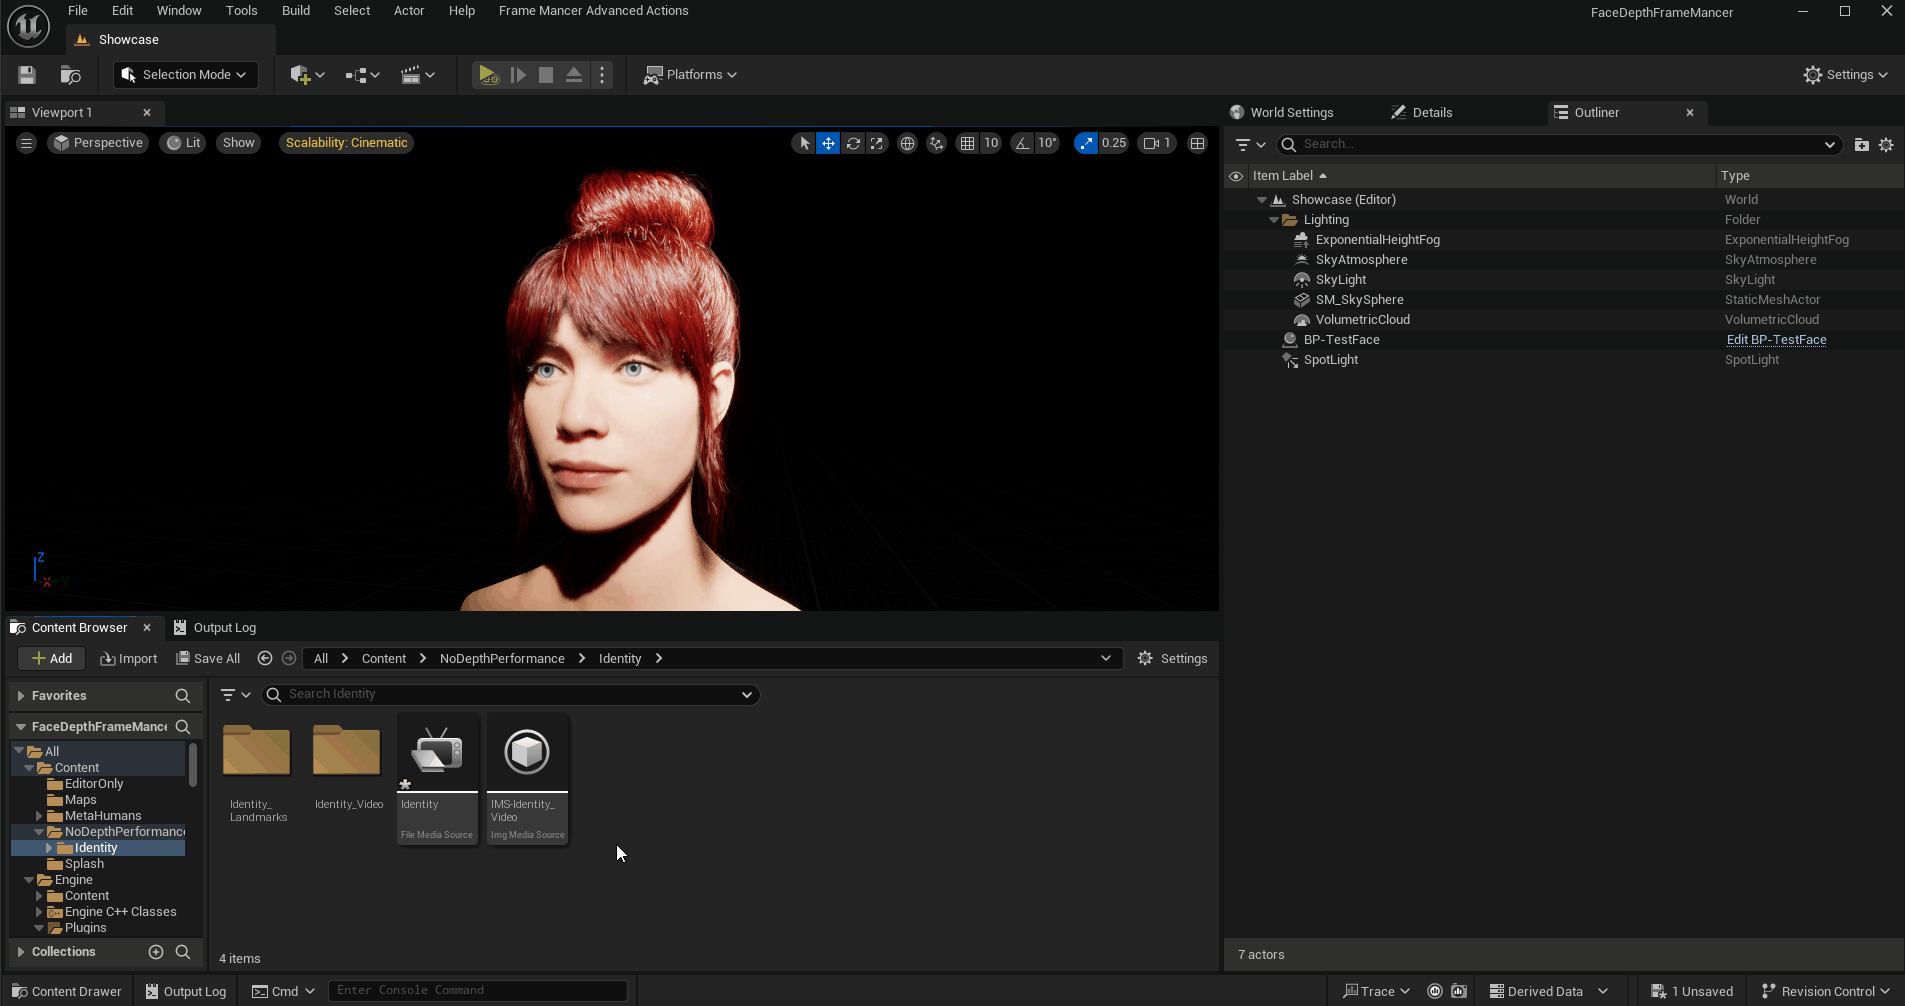 File Edit Window Tools Build Select Actor Help Frame Mancer Advanced Actions
FaceDepthFrameMancer
Showcase
Selection Mode
Platforms
Settings
Viewport 1
World Settings
Details
Outliner
Perspective
Lit
Show
Scalability: Cinematic
10
10°
0.25
1
Search...
Item Label
Type
Showcase (Editor)
World
Lighting
Folder
ExponentialHeightFog
ExponentialHeightFog
SkyAtmosphere
SkyAtmosphere
SkyLight
SkyLight
SM_SkySphere
StaticMeshActor
VolumetricCloud
VolumetricCloud
BP-TestFace
Edit BP-TestFace
SpotLight
SpotLight
Z
X
Y
Content Browser
Output Log
Add
Import
Save All
All
Content
NoDepthPerformance
Identity
Settings
Favorites
Search Identity
FaceDepthFrameMance
All
Content
EditorOnly
Maps
MetaHumans
NoDepthPerformance
Identity
Splash
Engine
Content
Engine C++ Classes
Plugins
Collections
Identity_
Landmarks
Identity_Video
Identity
File Media Source
IMS-Identity_
Video
Img Media Source
4 items
7 actors
Content Drawer
Output Log
Cmd
Enter Console Command
Trace
Derived Data
1 Unsaved
Revision Control